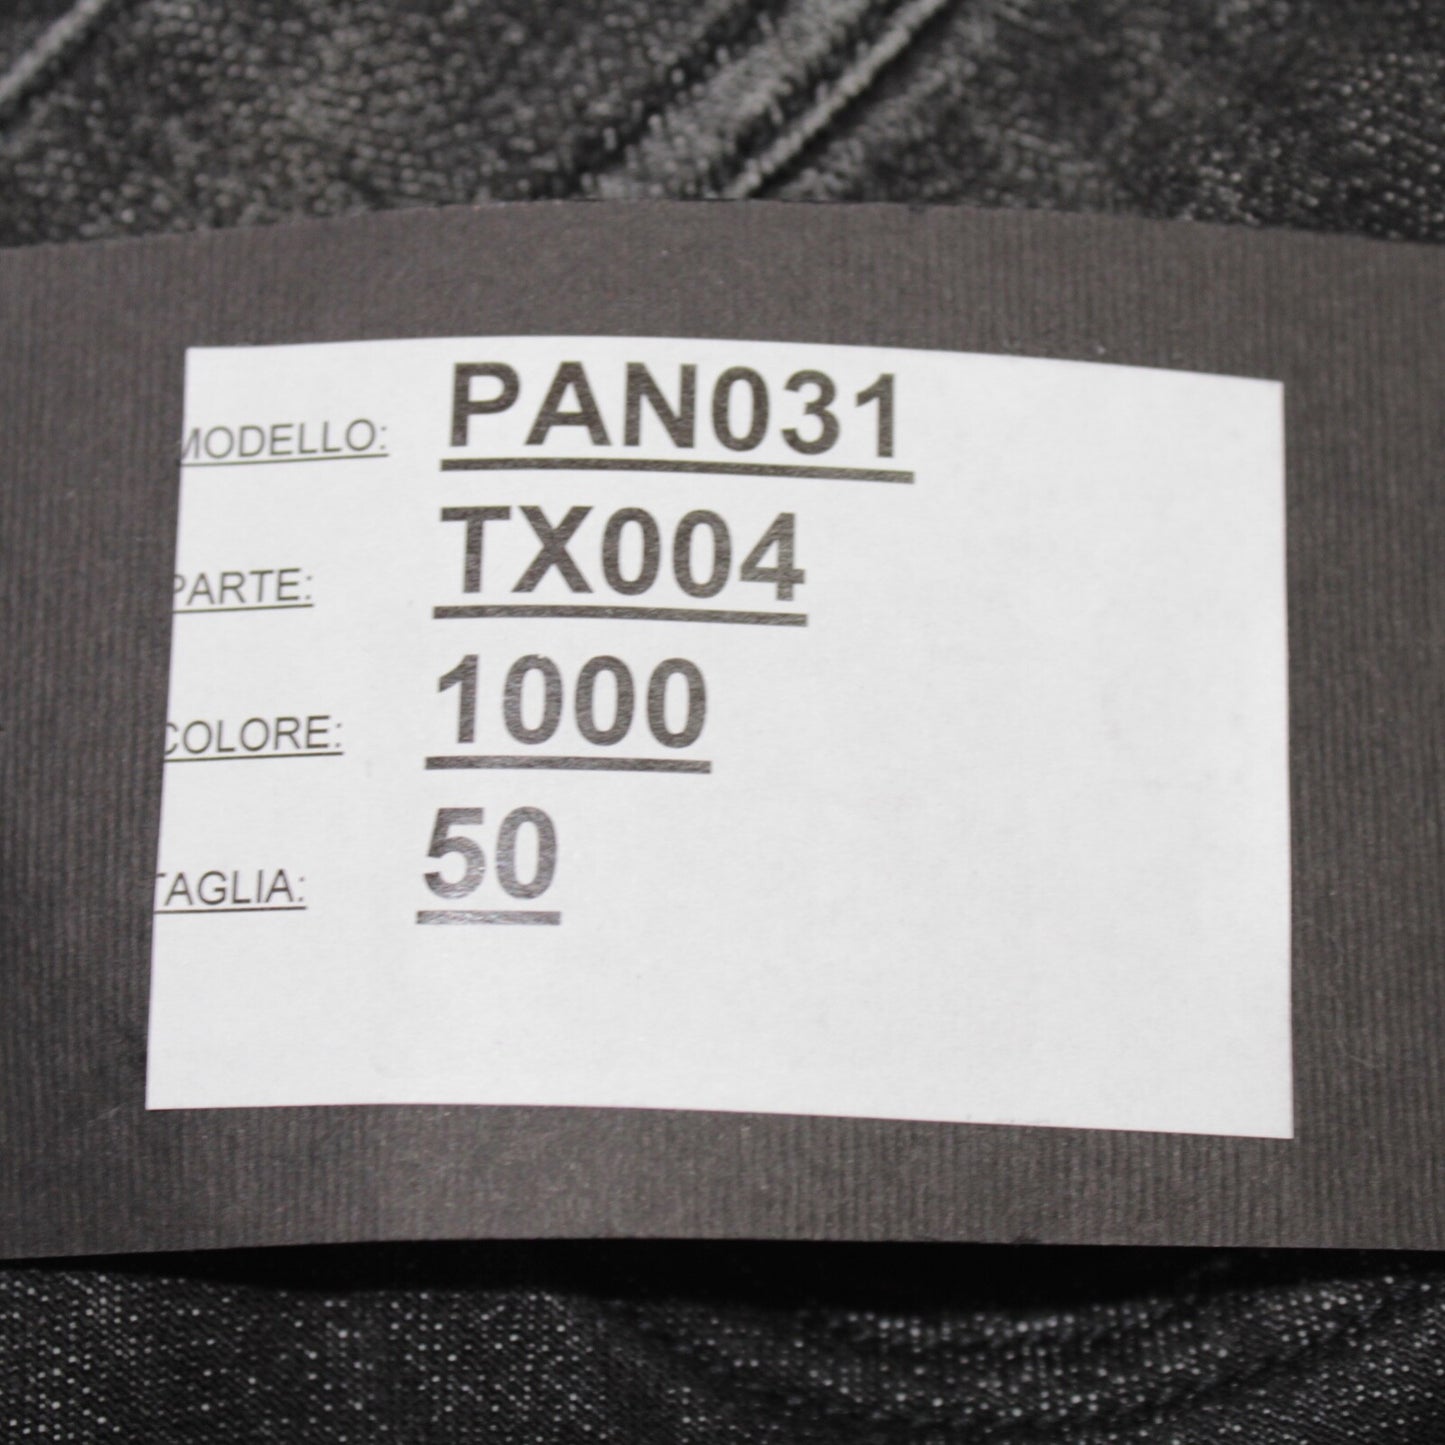 MODELLO: PAN031
PARTE: TX004
COLORE: 1000
TAGLIA: 50